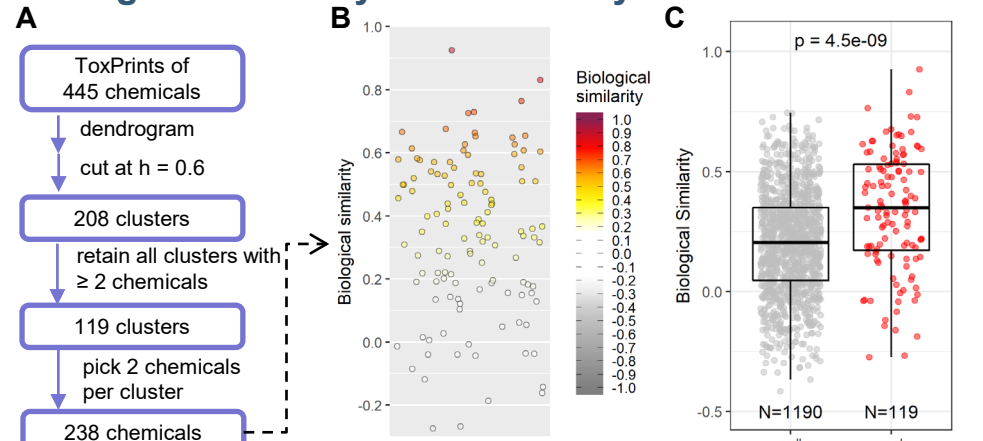 A
ToxPrints of
445 chemicals
dendrogram
cut at h = 0.6
208 clusters
retain all clusters with
≥ 2 chemicals
119 clusters
pick 2 chemicals
per cluster
238 chemicals
B
Biological similarity
1.0
0.8
0.6
0.4
0.2
0.0
-0.2
Biological
similarity
1.0
0.9
0.8
0.7
0.6
0.5
0.4
0.3
0.2
0.1
0.0
-0.1
-0.2
-0.3
-0.4
-0.5
-0.6
-0.7
-0.8
-0.9
-1.0
C
Biological Similarity
1.0
0.5
0.0
-0.5
p = 4.5e-09
N=1190
N=119